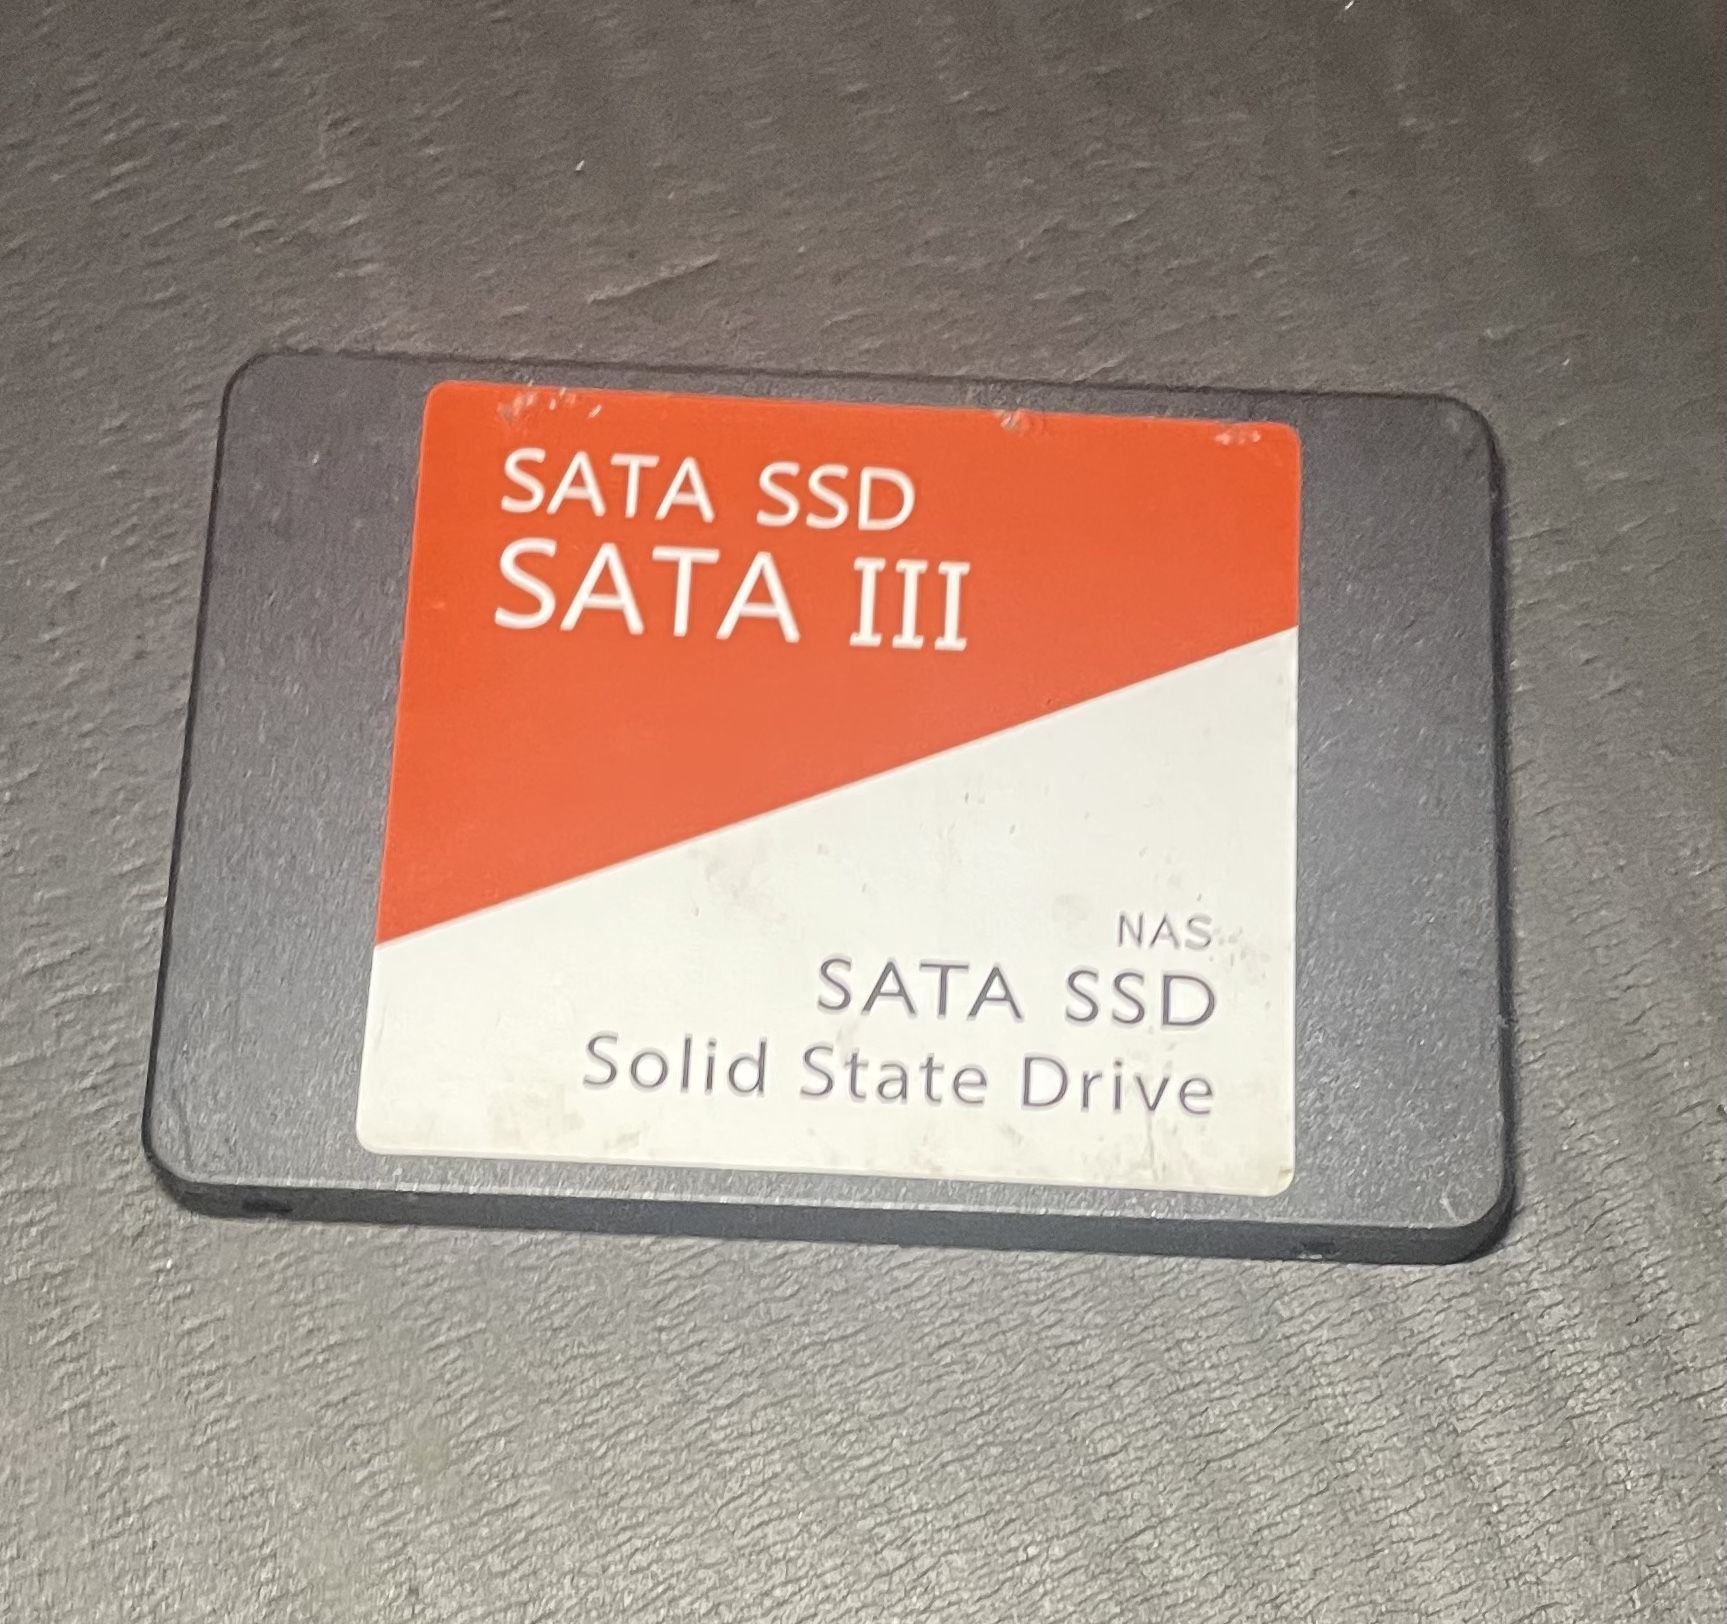 SATA SSD
SATA III
NAS
SATA SSD
Solid State Drive